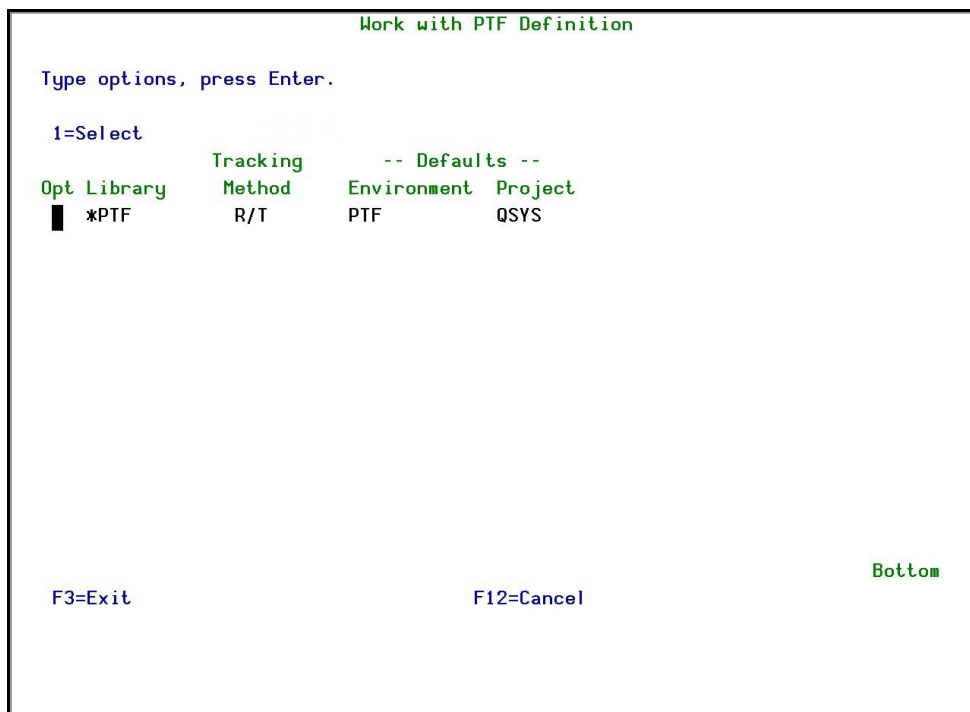 Work with PTF Definition
Type options, press Enter.
1=Select
Tracking -- Defaults --
Opt Library Method Environment Project
*PTF R/T PTF QSYS
Bottom
F3=Exit F12=Cancel